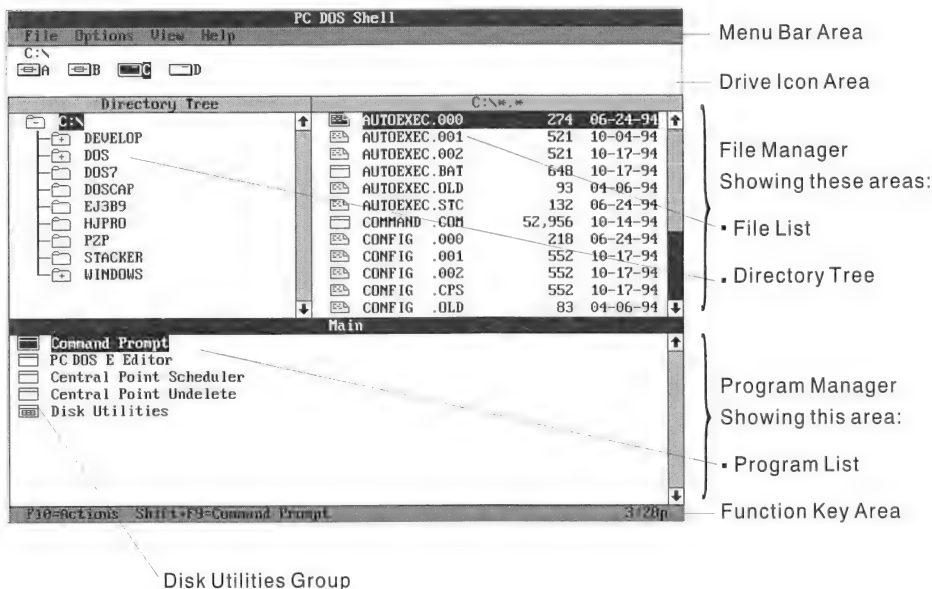 PC DOS Shell
File Options View Help
C:\
A B C D
Directory Tree
C:\
DEVELOP
DOS
DOS7
DOSCAP
EJ3B9
HJPRO
P2P
STACKER
WINDOWS
C:\*.*
AUTOEXEC.000 274 06-24-94
AUTOEXEC.001 521 10-04-94
AUTOEXEC.002 521 10-17-94
AUTOEXEC.BAT 648 10-17-94
AUTOEXEC.OLD 93 04-06-94
AUTOEXEC.STC 132 06-24-94
COMMAND .COM 52,956 10-14-94
CONFIG .000 218 06-24-94
CONFIG .001 552 10-17-94
CONFIG .002 552 10-17-94
CONFIG .CPS 552 10-17-94
CONFIG .OLD 83 04-06-94
Main
Command Prompt
PC DOS E Editor
Central Point Scheduler
Central Point Undelete
Disk Utilities
F10=Actions Shift+F9=Command Prompt 3:28p
Menu Bar Area
Drive Icon Area
File Manager
Showing these areas:
▪ File List
▪ Directory Tree
Program Manager
Showing this area:
▪ Program List
Function Key Area
Disk Utilities Group